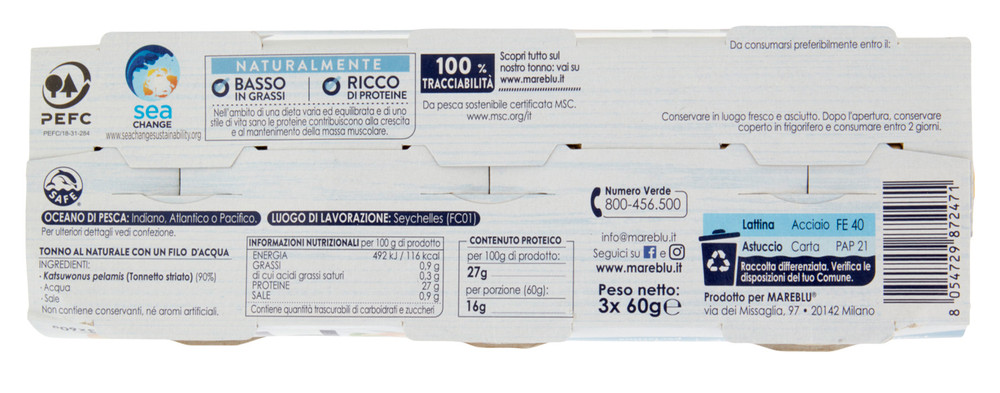 PEFC
PEFC/18-31-284
sea
CHANGE
www.seachangesustainability.org
NATURALMENTE
BASSO
IN GRASSI
RICCO
DI PROTEINE
Nell'ambito di una dieta varia ed equilibrata e di uno
stile di vita sano le proteine contribuiscono alla crescita
e al mantenimento della massa muscolare.
100 %
TRACCIABILITÀ
Scopri tutto sul
nostro tonno: vai su
www.mareblu.it
Da pesca sostenibile certificata MSC.
www.msc.org/it
Da consumarsi preferibilmente entro il:
Conservare in luogo fresco e asciutto. Dopo l'apertura, conservare
coperto in frigorifero e consumare entro 2 giorni.
SAFE
OCEANO DI PESCA: Indiano, Atlantico o Pacifico.
LUOGO DI LAVORAZIONE: Seychelles (FC01)
Per ulteriori dettagli vedi confezione.
TONNO AL NATURALE CON UN FILO D'ACQUA
INGREDIENTI:
· Katsuwonus pelamis (Tonnetto striato) (90%)
· Acqua
· Sale
Non contiene conservanti, né aromi artificiali.
INFORMAZIONI NUTRIZIONALI per 100 g di prodotto
ENERGIA 492 kJ / 116 kcal
GRASSI 0,9 g
di cui acidi grassi saturi 0,3 g
PROTEINE 27 g
SALE 0,9 g
Contiene quantità trascurabili di carboidrati e zuccheri
CONTENUTO PROTEICO
per 100g di prodotto:
27g
per porzione (60g):
16g
Numero Verde
800-456.500
info@mareblu.it
Seguici su f e
www.mareblu.it
Peso netto:
3x 60g℮
Lattina Acciaio FE 40
Astuccio Carta PAP 21
Raccolta differenziata. Verifica le
disposizioni del tuo Comune.
Prodotto per MAREBLU®
via dei Missaglia, 97 • 20142 Milano
8 054729 872471